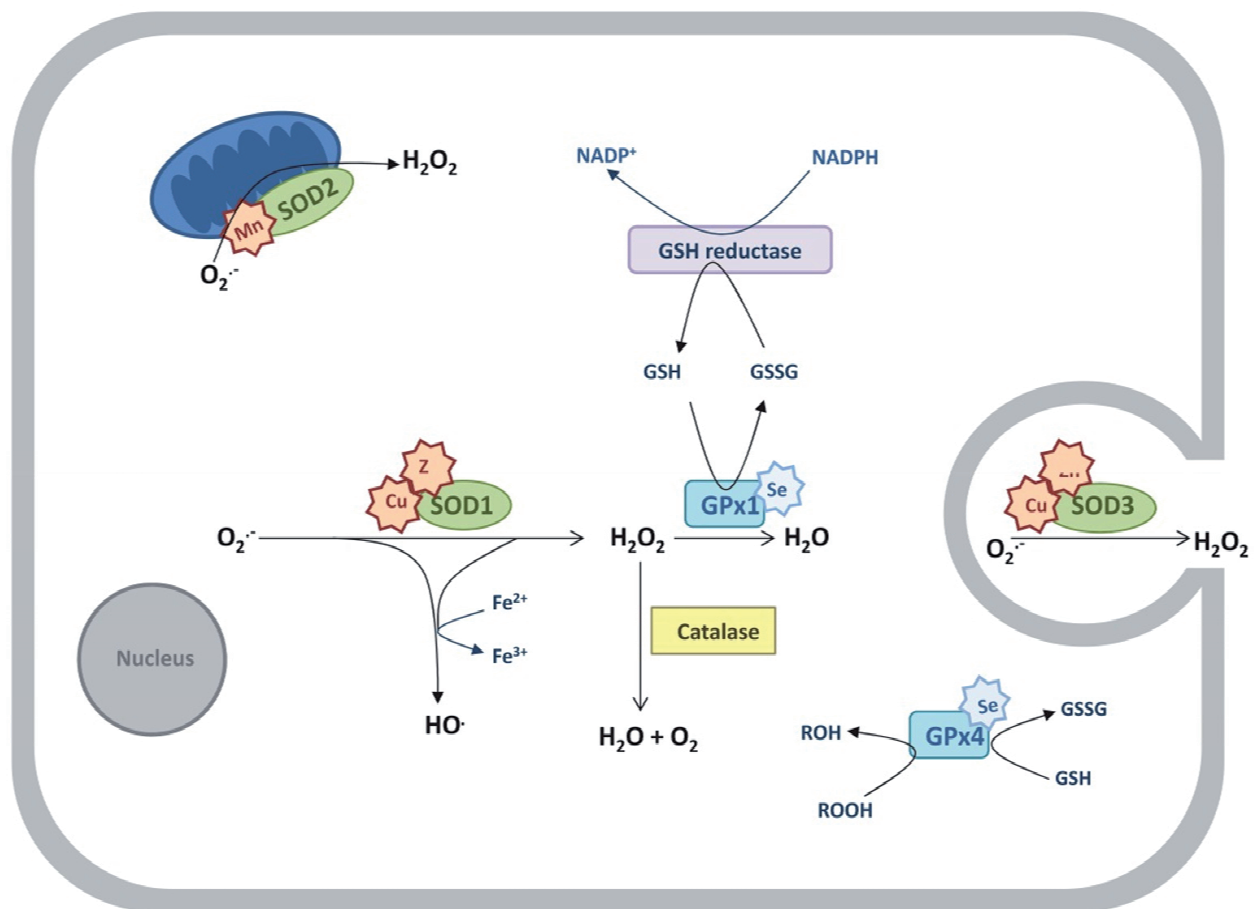 H₂O₂
SOD2
Mn
O₂·-
NADP⁺
NADPH
GSH reductase
GSH
GSSG
Z
Cu
SOD1
GPx1
Se
O₂·-
H₂O₂
H₂O
Cu
SOD3
O₂·-
H₂O₂
Fe²⁺
Fe³⁺
Catalase
Nucleus
HO·
H₂O + O₂
Se
GPx4
GSSG
ROH
GSH
ROOH